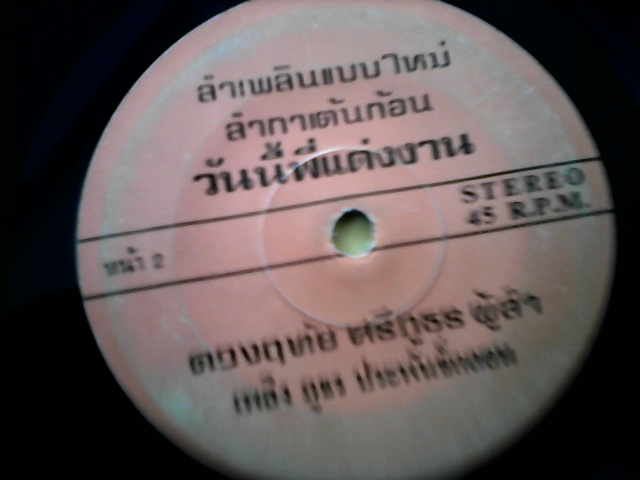 ลำเพลินแบบใหม่
ลำกาเต้นก้อน
วันนี้พี่แต่งงาน
STEREO
45 R.P.M.
หน้า 2
ดวงฤทัย ศรีภูธร ผู้ลำ